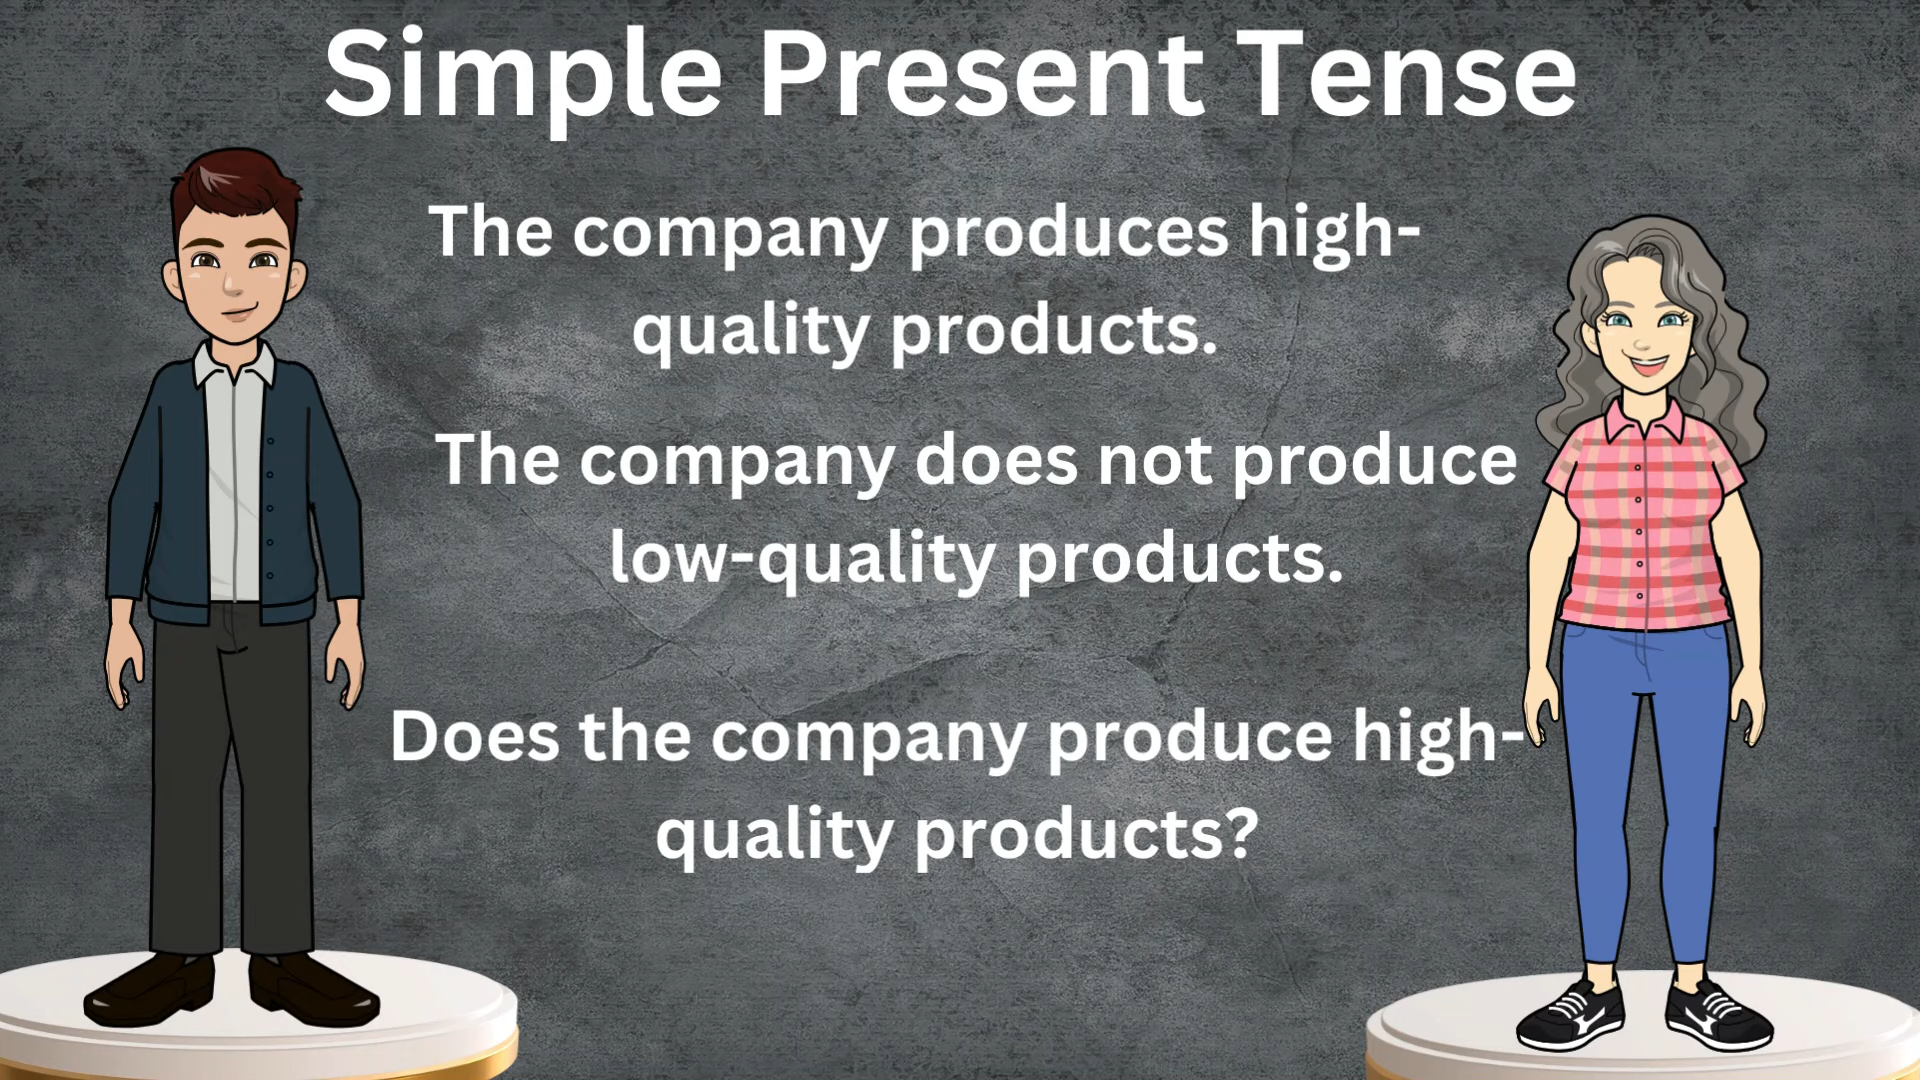 Simple Present Tense
The company produces high-
quality products.
The company does not produce
low-quality products.
Does the company produce high-
quality products?